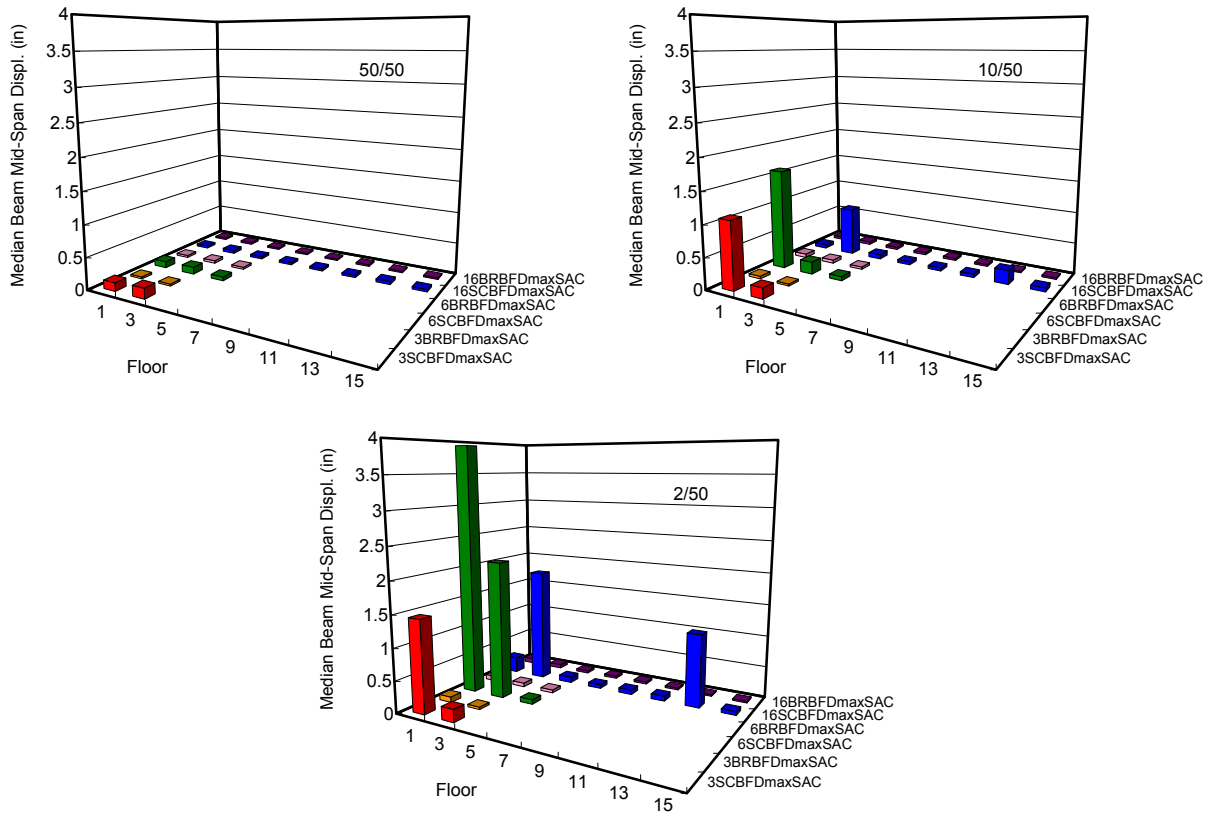 Median Beam Mid-Span Displ. (in)
4
3.5
3
2.5
2
1.5
1
0.5
0
50/50
1
3
5
7
9
11
13
15
Floor
16BRBFDmaxSAC
16SCBFDmaxSAC
6BRBFDmaxSAC
6SCBFDmaxSAC
3BRBFDmaxSAC
3SCBFDmaxSAC
Median Beam Mid-Span Displ. (in)
4
3.5
3
2.5
2
1.5
1
0.5
0
10/50
1
3
5
7
9
11
13
15
Floor
16BRBFDmaxSAC
16SCBFDmaxSAC
6BRBFDmaxSAC
6SCBFDmaxSAC
3BRBFDmaxSAC
3SCBFDmaxSAC
Median Beam Mid-Span Displ. (in)
4
3.5
3
2.5
2
1.5
1
0.5
0
2/50
1
3
5
7
9
11
13
15
Floor
16BRBFDmaxSAC
16SCBFDmaxSAC
6BRBFDmaxSAC
6SCBFDmaxSAC
3BRBFDmaxSAC
3SCBFDmaxSAC